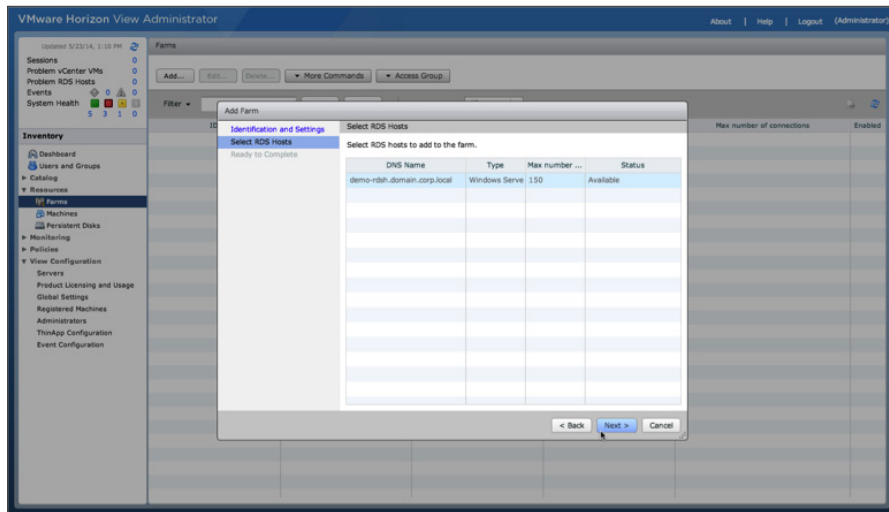 VMware Horizon View Administrator
About | Help | Logout (Administrator)
Updated 5/23/14, 1:10 PM
Sessions 0
Problem vCenter VMs 0
Problem RDS Hosts 0
Events 0 0
System Health
5 3 1 0
Inventory
Dashboard
Users and Groups
Catalog
Resources
Farms
Machines
Persistent Disks
Monitoring
Policies
View Configuration
Servers
Product Licensing and Usage
Global Settings
Registered Machines
Administrators
ThinApp Configuration
Event Configuration
Farms
Add... Edit... Delete... More Commands Access Group
Filter
ID Max number of connections Enabled
Add Farm
Identification and Settings
Select RDS Hosts
Ready to Complete
Select RDS Hosts
Select RDS hosts to add to the farm.
DNS Name Type Max number ... Status
demo-rdsh.domain.corp.local Windows Serve 150 Available
< Back Next > Cancel